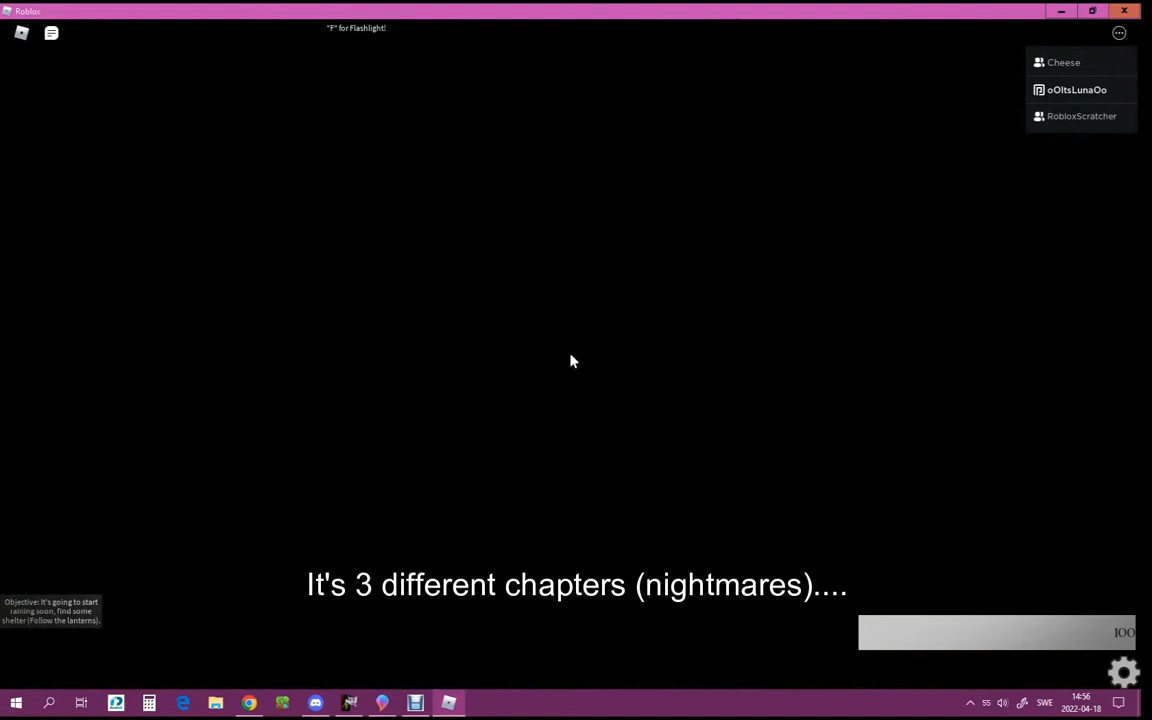 Roblox
"F" for Flashlight!
Cheese
oOItsLunaOo
RobloxScratcher
It's 3 different chapters (nightmares)....
Objective: It's going to start
raining soon, find some
shelter (Follow the lanterns).
100
55
SWE
14:56
2022-04-18